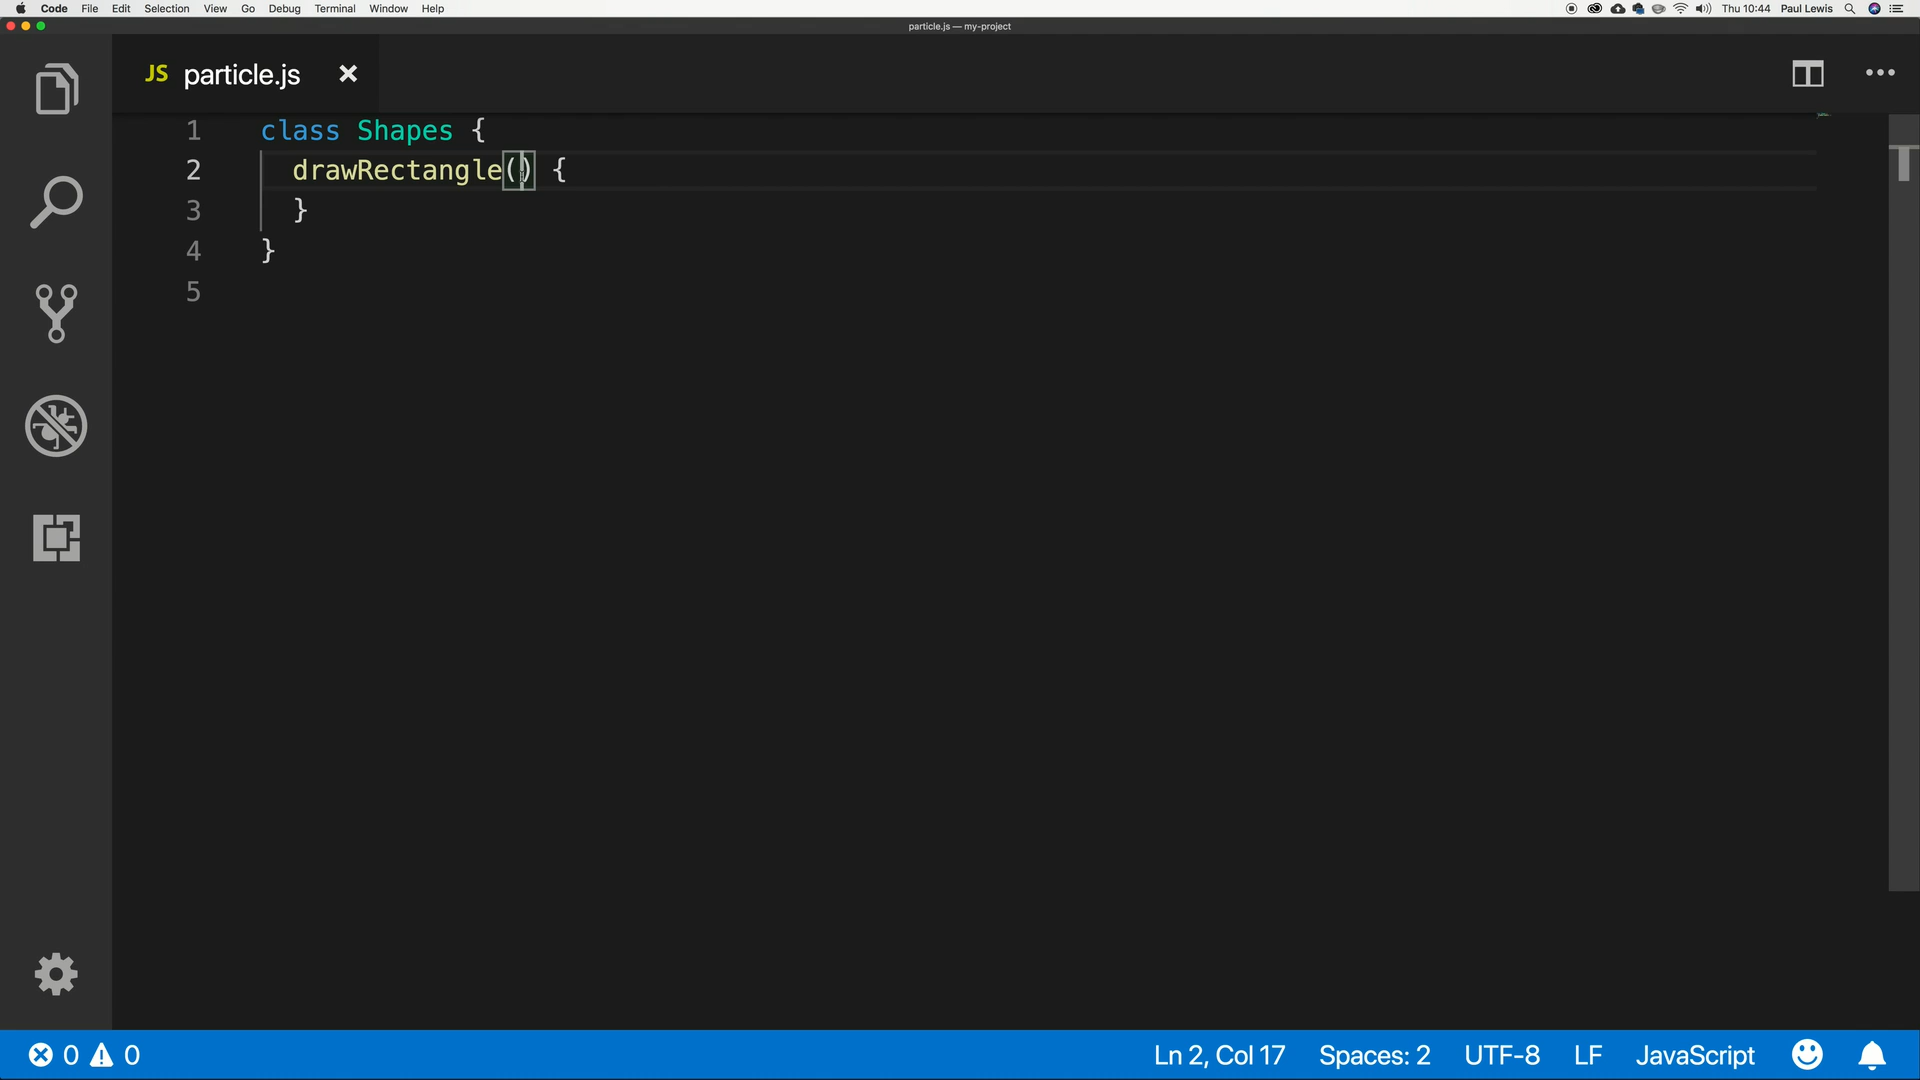 Code File Edit Selection View Go Debug Terminal Window Help Thu 10:44 Paul Lewis
particle.js — my-project
JS particle.js
1 class Shapes {
2 drawRectangle() {
3 }
4 }
5
0 0 Ln 2, Col 17 Spaces: 2 UTF-8 LF JavaScript